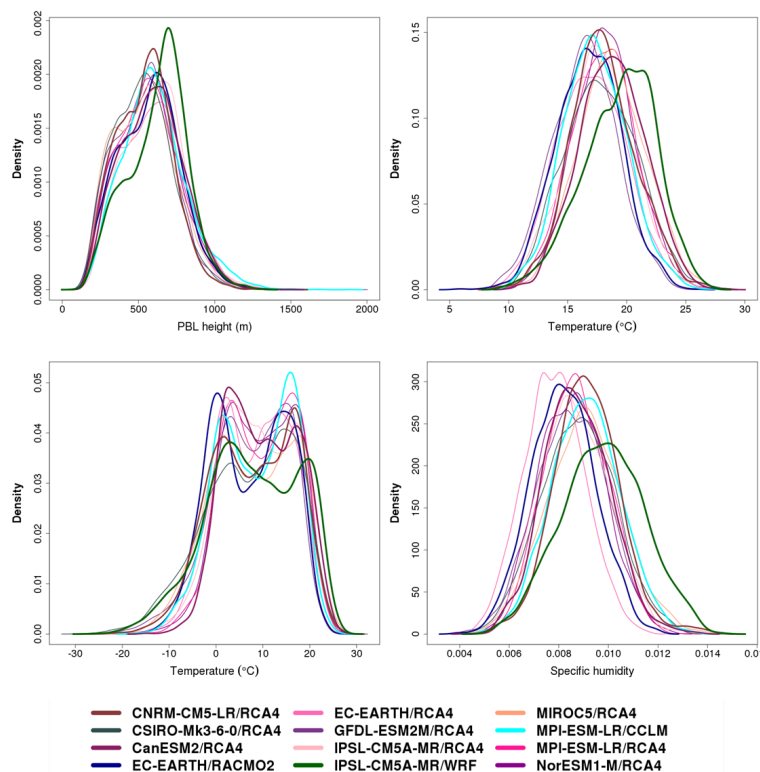 0.0000 0.0005 0.0010 0.0015 0.0020 0.002
Density
0 500 1000 1500 2000
PBL height (m)
0.00 0.05 0.10 0.15
Density
5 10 15 20 25 30
Temperature (°C)
0.00 0.01 0.02 0.03 0.04 0.05
Density
-30 -20 -10 0 10 20 30
Temperature (°C)
0 50 100 150 200 250 300
Density
0.004 0.006 0.008 0.010 0.012 0.014 0.0
Specific humidity
CNRM-CM5-LR/RCA4 EC-EARTH/RCA4 MIROC5/RCA4
CSIRO-Mk3-6-0/RCA4 GFDL-ESM2M/RCA4 MPI-ESM-LR/CCLM
CanESM2/RCA4 IPSL-CM5A-MR/RCA4 MPI-ESM-LR/RCA4
EC-EARTH/RACMO2 IPSL-CM5A-MR/WRF NorESM1-M/RCA4